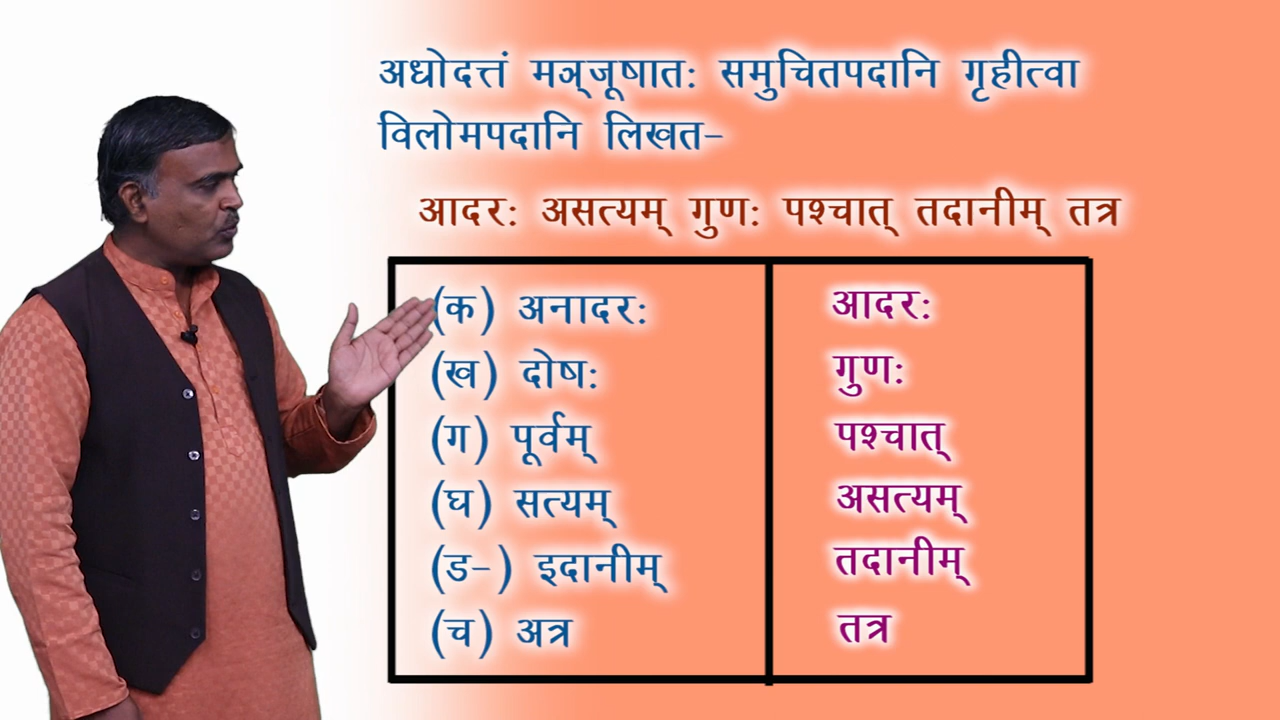 अधोदत्तं मञ्जूषातः समुचितपदानि गृहीत्वा
विलोमपदानि लिखत-
आदरः असत्यम् गुणः पश्चात् तदानीम् तत्र
(क) अनादरः आदरः
(ख) दोषः गुणः
(ग) पूर्वम् पश्चात्
(घ) सत्यम् असत्यम्
(ड-) इदानीम् तदानीम्
(च) अत्र तत्र